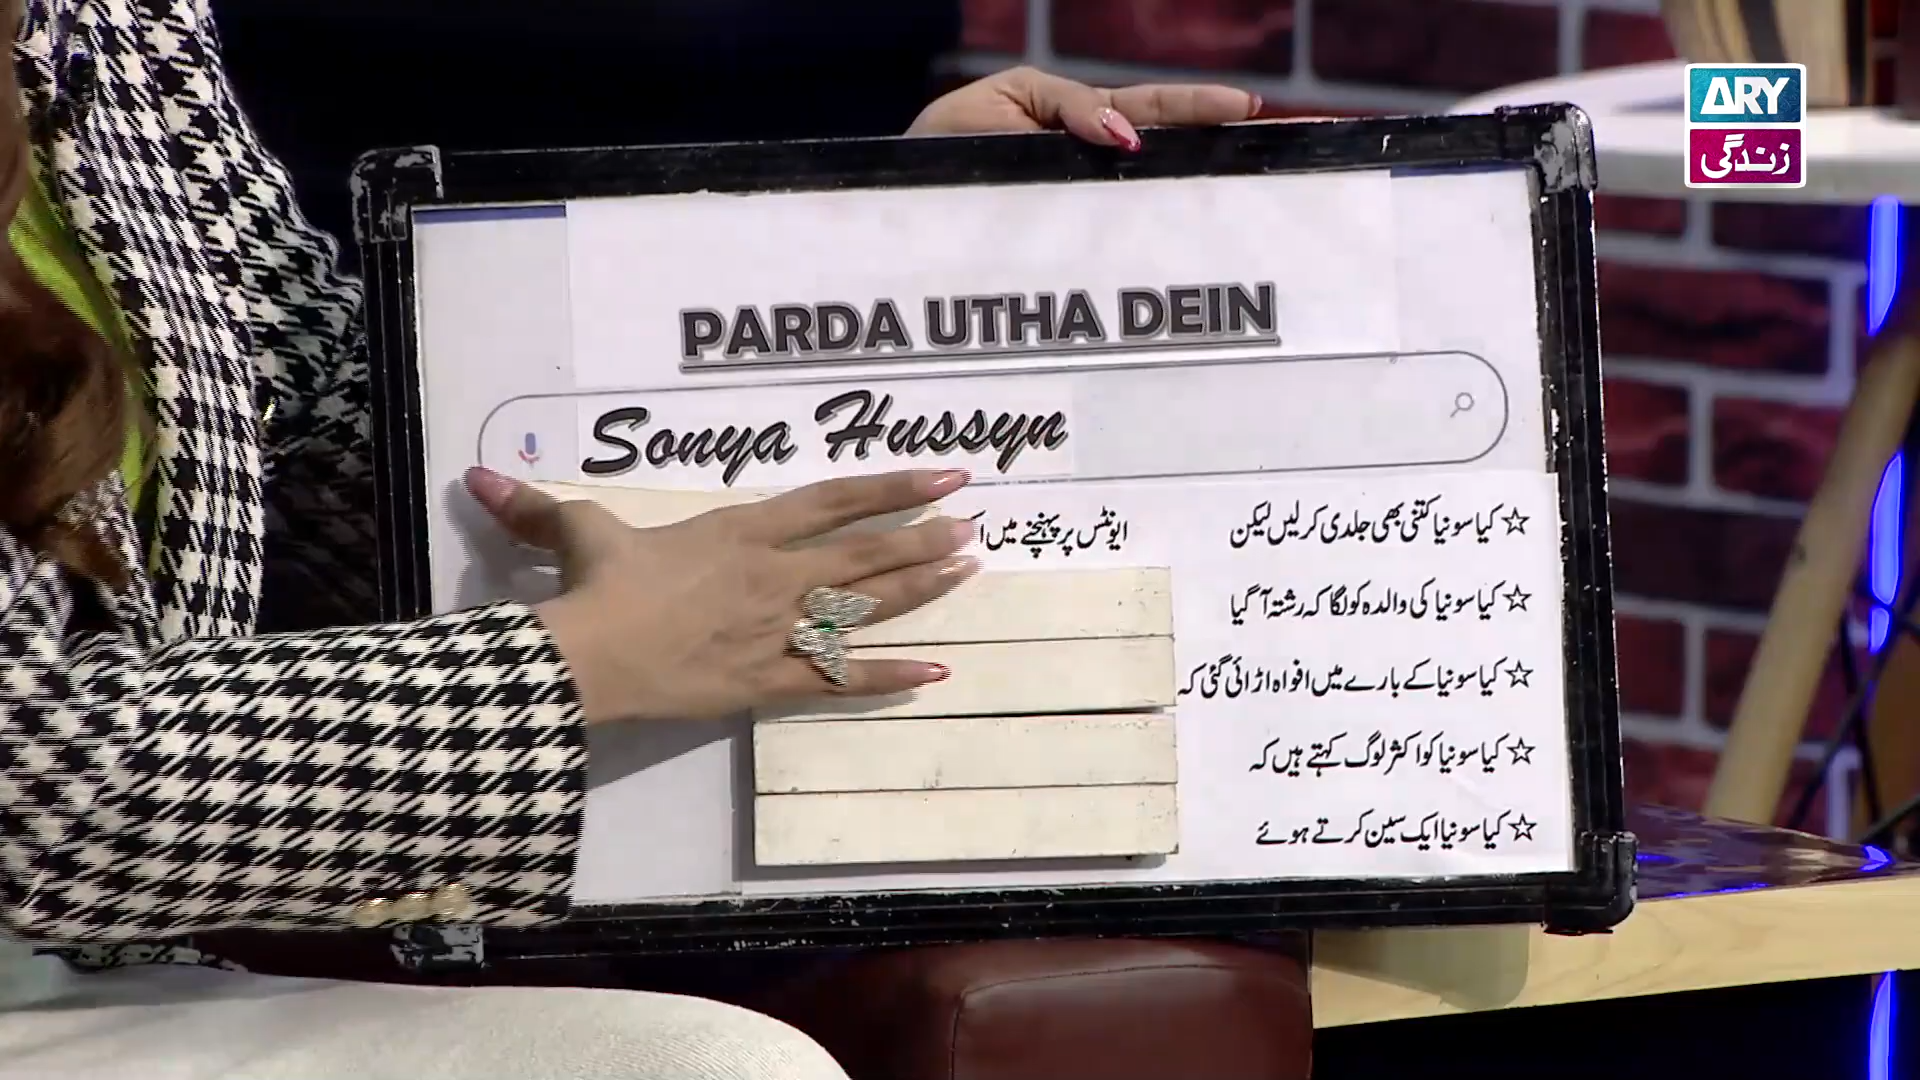 ARY
زندگی
PARDA UTHA DEIN
Sonya Hussyn
☆ کیا سونیا کتنی بھی جلدی کرلیں لیکن ایونٹس پر پہنچنے میں
☆ کیا سونیا کی والدہ کو لگا کہ رشتہ آ گیا
☆ کیا سونیا کے بارے میں افواہ اڑائی گئی کہ
☆ کیا سونیا کو اکثر لوگ کہتے ہیں کہ
☆ کیا سونیا ایک سین کرتے ہوئے